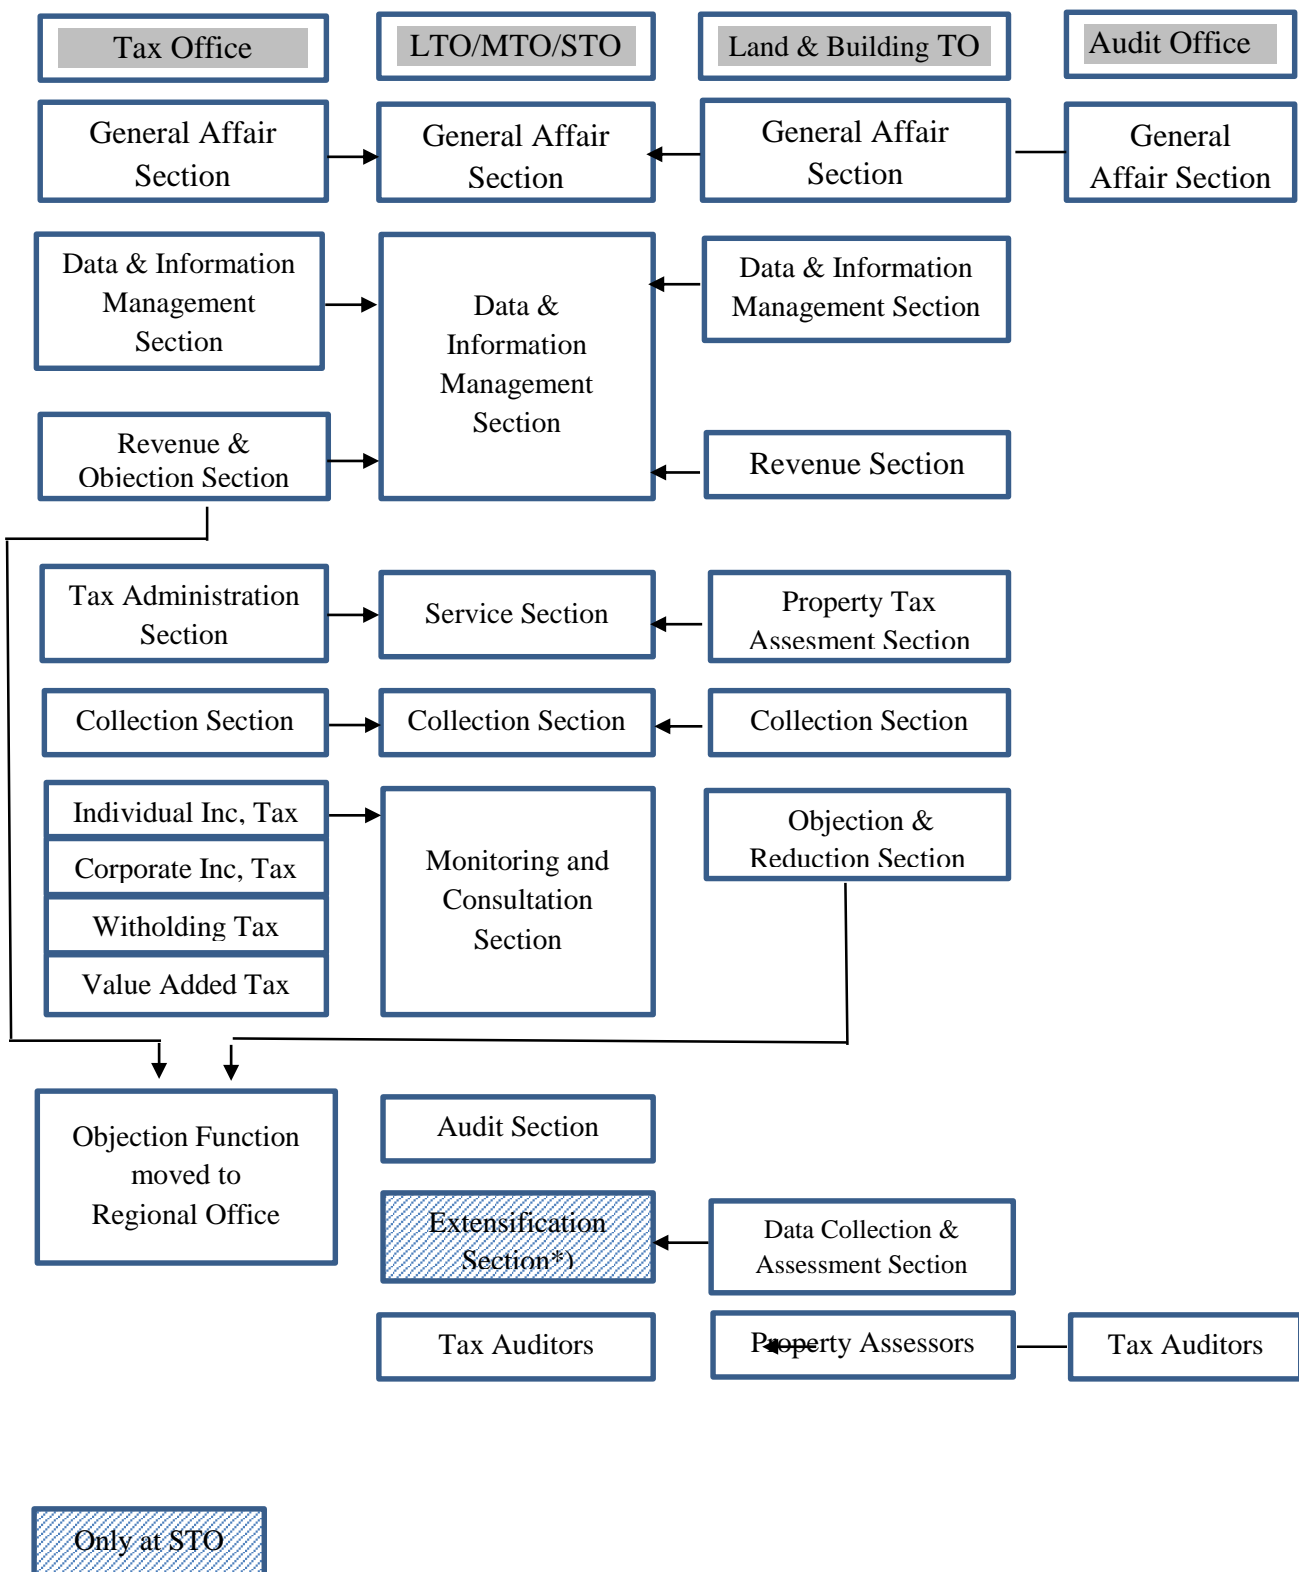 Tax Office
LTO/MTO/STO
Land & Building TO
Audit Office
General Affair
Section
General Affair
Section
General Affair
Section
General
Affair Section
Data & Information
Management
Section
Data &
Information
Management
Section
Data & Information
Management Section
Revenue &
Objection Section
Revenue Section
Tax Administration
Section
Service Section
Property Tax
Assesment Section
Collection Section
Collection Section
Collection Section
Individual Inc, Tax
Corporate Inc, Tax
Witholding Tax
Value Added Tax
Monitoring and
Consultation
Section
Objection &
Reduction Section
Objection Function
moved to
Regional Office
Audit Section
Extensification
Section*)
Data Collection &
Assessment Section
Tax Auditors
Property Assessors
Tax Auditors
Only at STO